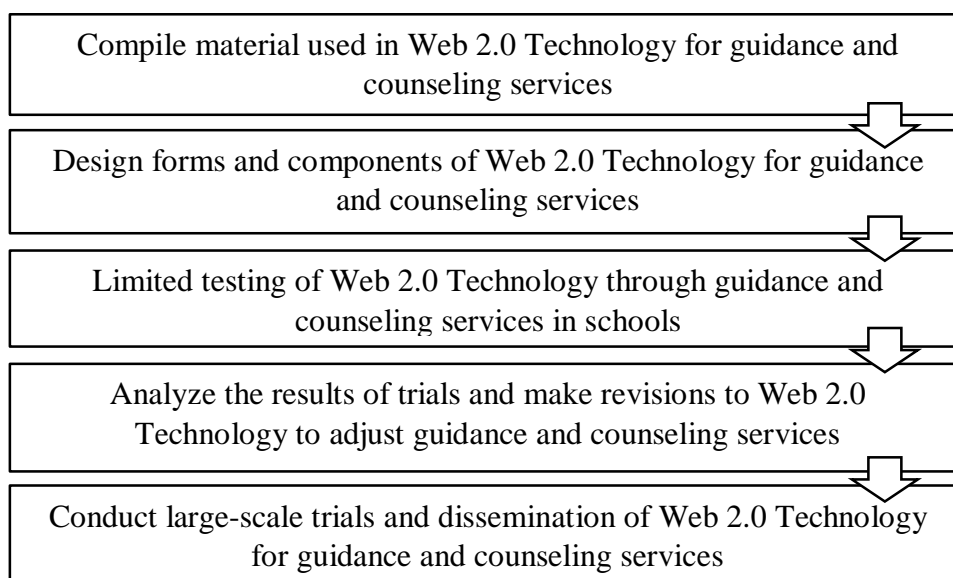 Compile material used in Web 2.0 Technology for guidance and
counseling services
Design forms and components of Web 2.0 Technology for guidance
and counseling services
Limited testing of Web 2.0 Technology through guidance and
counseling services in schools
Analyze the results of trials and make revisions to Web 2.0
Technology to adjust guidance and counseling services
Conduct large-scale trials and dissemination of Web 2.0 Technology
for guidance and counseling services